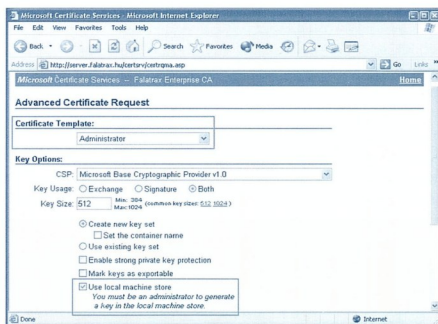 Microsoft Certificate Services - Microsoft Internet Explorer
File Edit View Favorites Tools Help
Back Search Favorites Media
Address http://server.falatrax.hu/certsrv/certrqma.asp Go Links
Microsoft Certificate Services -- Falatrax Enterprise CA Home
Advanced Certificate Request
Certificate Template:
Administrator
Key Options:
CSP: Microsoft Base Cryptographic Provider v1.0
Key Usage: Exchange Signature Both
Key Size: 512 Min: 384 Max: 1024 (common key sizes: 512 1024 )
Create new key set
Set the container name
Use existing key set
Enable strong private key protection
Mark keys as exportable
Use local machine store
You must be an administrator to generate
a key in the local machine store.
Done Internet